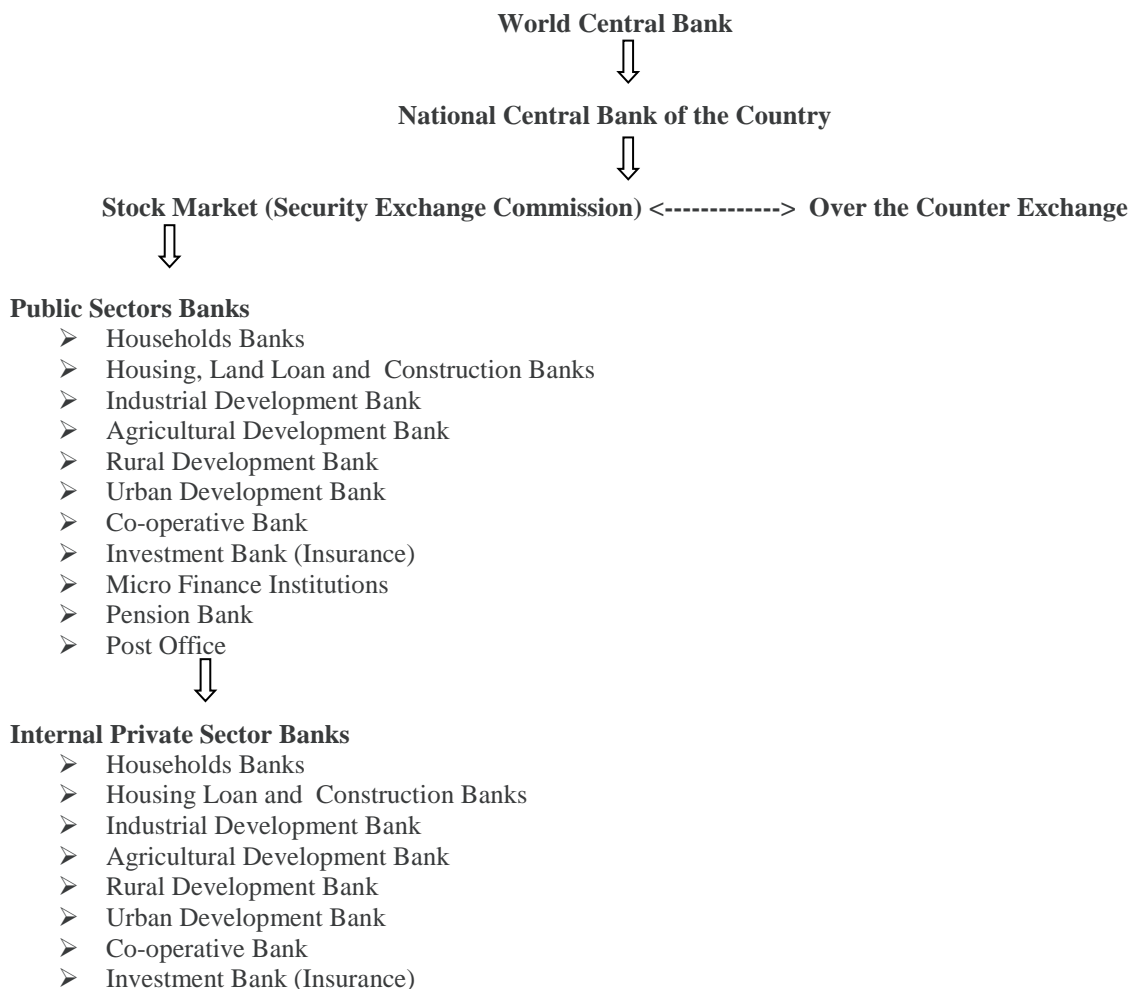 World Central Bank
National Central Bank of the Country
Stock Market (Security Exchange Commission) <-------------> Over the Counter Exchange
Public Sectors Banks
➢ Households Banks
➢ Housing, Land Loan and Construction Banks
➢ Industrial Development Bank
➢ Agricultural Development Bank
➢ Rural Development Bank
➢ Urban Development Bank
➢ Co-operative Bank
➢ Investment Bank (Insurance)
➢ Micro Finance Institutions
➢ Pension Bank
➢ Post Office
Internal Private Sector Banks
➢ Households Banks
➢ Housing Loan and Construction Banks
➢ Industrial Development Bank
➢ Agricultural Development Bank
➢ Rural Development Bank
➢ Urban Development Bank
➢ Co-operative Bank
➢ Investment Bank (Insurance)